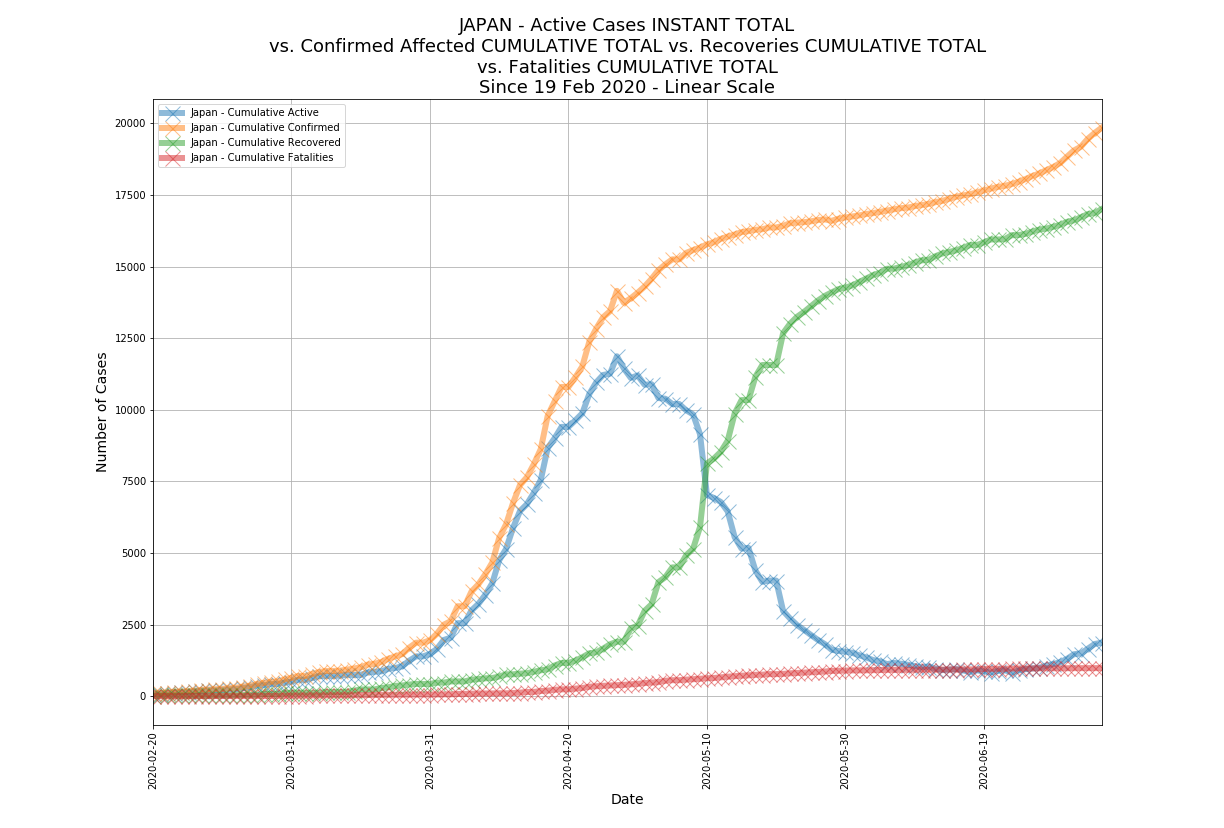 JAPAN - Active Cases INSTANT TOTAL
vs. Confirmed Affected CUMULATIVE TOTAL vs. Recoveries CUMULATIVE TOTAL
vs. Fatalities CUMULATIVE TOTAL
Since 19 Feb 2020 - Linear Scale
Japan - Cumulative Active
Japan - Cumulative Confirmed
Japan - Cumulative Recovered
Japan - Cumulative Fatalities
Number of Cases
20000
17500
15000
12500
10000
7500
5000
2500
0
2020-02-20
2020-03-11
2020-03-31
2020-04-20
2020-05-10
2020-05-30
2020-06-19
Date